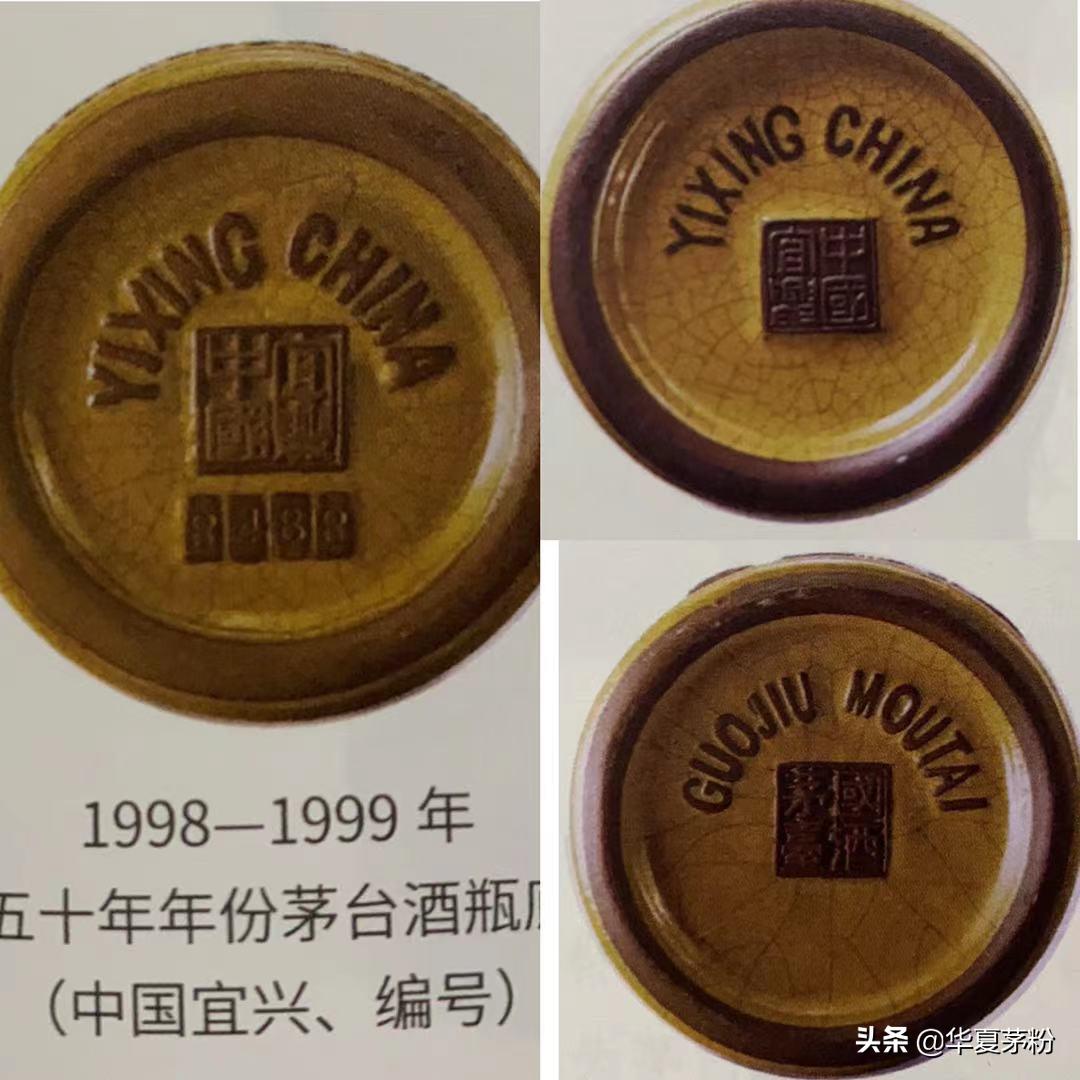 YIXING CHINA
中國
宜興
1998—1999 年
五十年年份茅台酒瓶
（中国宜兴、编号）
YIXING CHINA
中國
宜興
GUOJIU MOUTAI
國酒
茅臺
头条 @华夏茅粉